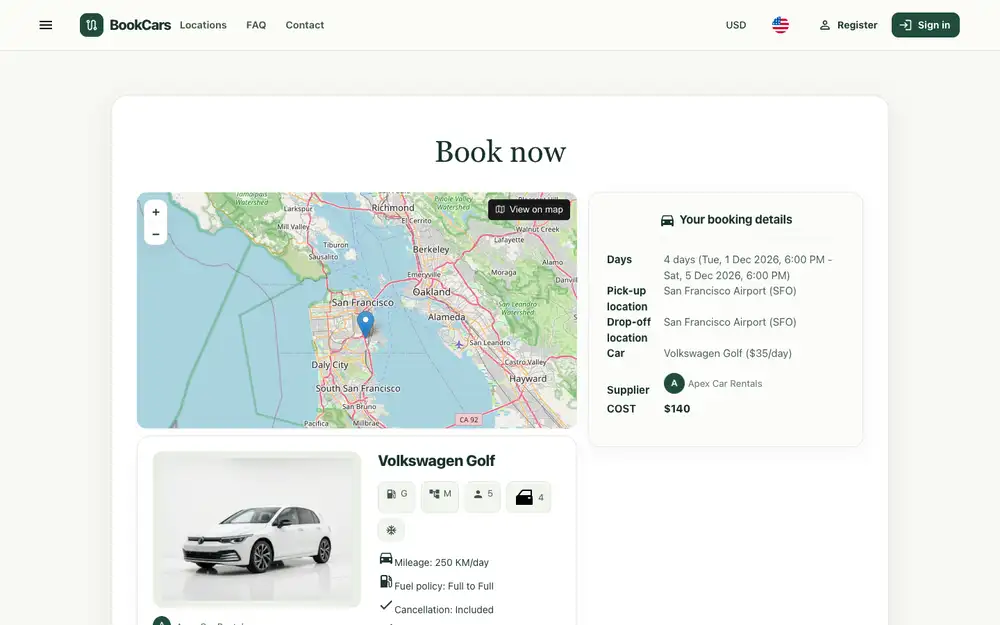 BookCars
Locations
FAQ
Contact
USD
Register
Sign in
Book now
+
−
View on map
Larkspur
Mill Valley
Richmond
El Cerrito
Tiburon
Sausalito
Berkeley
Walnut Creek
Lafayette
Emeryville
Moraga
Alamo
Danvill
San Francisco
Oakland
Alameda
San Leandro
Castro Valley
Daly City
Hayward
South San Francisco
San Bruno
Pacifica
Millbrae
CA 92
Your booking details
Days
4 days (Tue, 1 Dec 2026, 6:00 PM -
Sat, 5 Dec 2026, 6:00 PM)
Pick-up
location
San Francisco Airport (SFO)
Drop-off
location
San Francisco Airport (SFO)
Car
Volkswagen Golf ($35/day)
Supplier
A Apex Car Rentals
COST
$140
Volkswagen Golf
G
M
5
4
Mileage: 250 KM/day
Fuel policy: Full to Full
Cancellation: Included